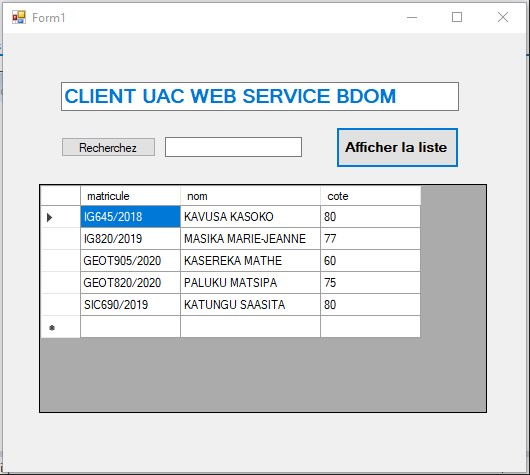 Form1
CLIENT UAC WEB SERVICE BDOM
Recherchez
Afficher la liste
matricule nom cote
IG645/2018 KAVUSA KASOKO 80
IG820/2019 MASIKA MARIE-JEANNE 77
GEOT905/2020 KASEREKA MATHE 60
GEOT820/2020 PALUKU MATSIPA 75
SIC690/2019 KATUNGU SAASITA 80